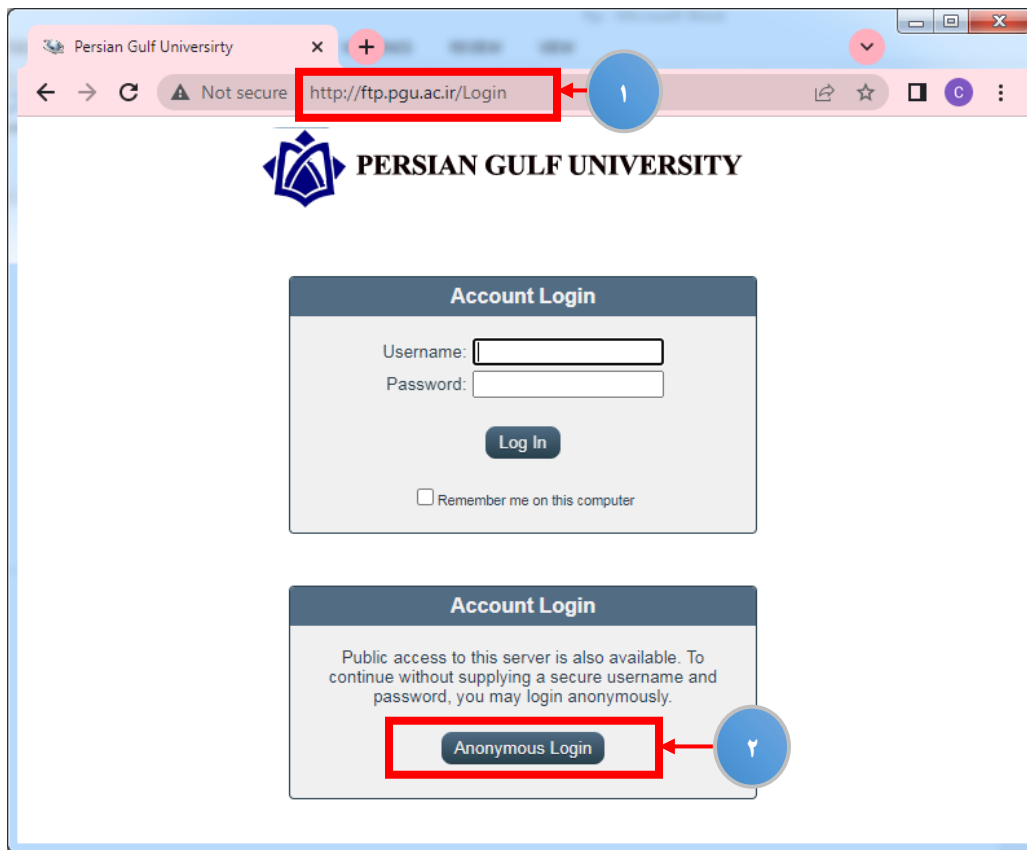 Persian Gulf Universirty
REVIEW
VIEW
Not secure
http://ftp.pgu.ac.ir/Login
۱
C
PERSIAN GULF UNIVERSITY
Account Login
Username:
Password:
Log In
Remember me on this computer
Account Login
Public access to this server is also available. To
continue without supplying a secure username and
password, you may login anonymously.
Anonymous Login
۲